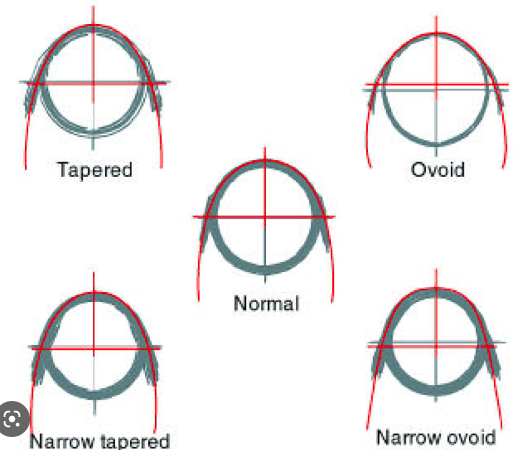 Tapered
Ovoid
Normal
Narrow tapered
Narrow ovoid